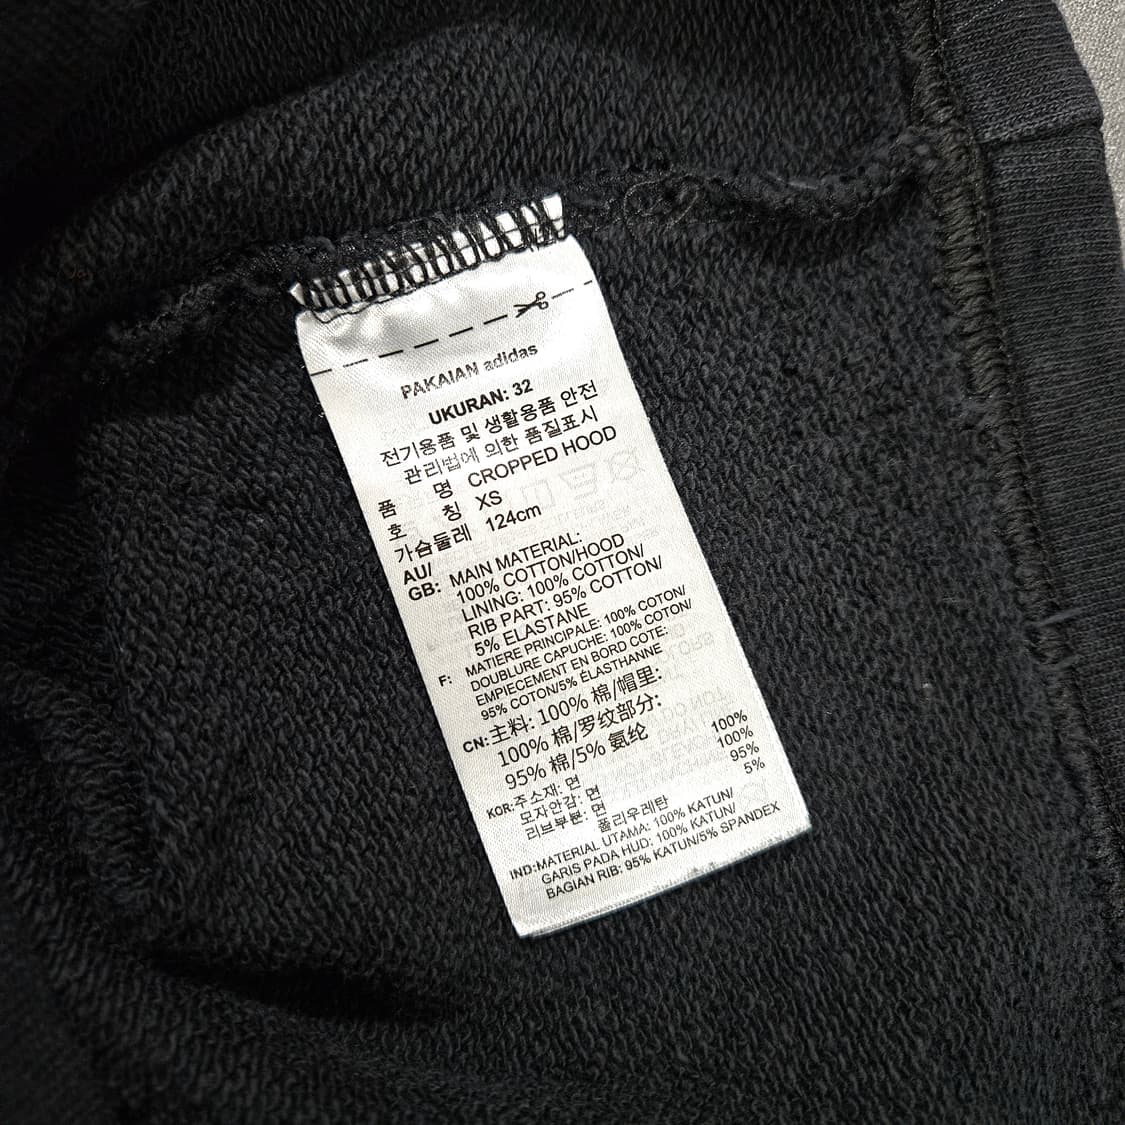 PAKAIAN adidas
UKURAN: 32
전기용품 및 생활용품 안전
관리법에 의한 품질표시
품 명 CROPPED HOOD
호 칭 XS
가슴둘레 124cm
AU/
GB: MAIN MATERIAL:
100% COTTON/HOOD
LINING: 100% COTTON/
RIB PART: 95% COTTON/
5% ELASTANE
F: MATIERE PRINCIPALE: 100% COTON/
DOUBLURE CAPUCHE: 100% COTON/
EMPIECEMENT EN BORD COTE:
95% COTON/5% ÉLASTHANNE
CN:主料: 100% 棉/帽里:
100% 棉/罗纹部分:
95% 棉/5% 氨纶
KOR:주소재: 면 100%
모자안감: 면 100%
리브부분: 면 95%
폴리우레탄 5%
IND:MATERIAL UTAMA: 100% KATUN/
GARIS PADA HUD: 100% KATUN/
BAGIAN RIB: 95% KATUN/5% SPANDEX